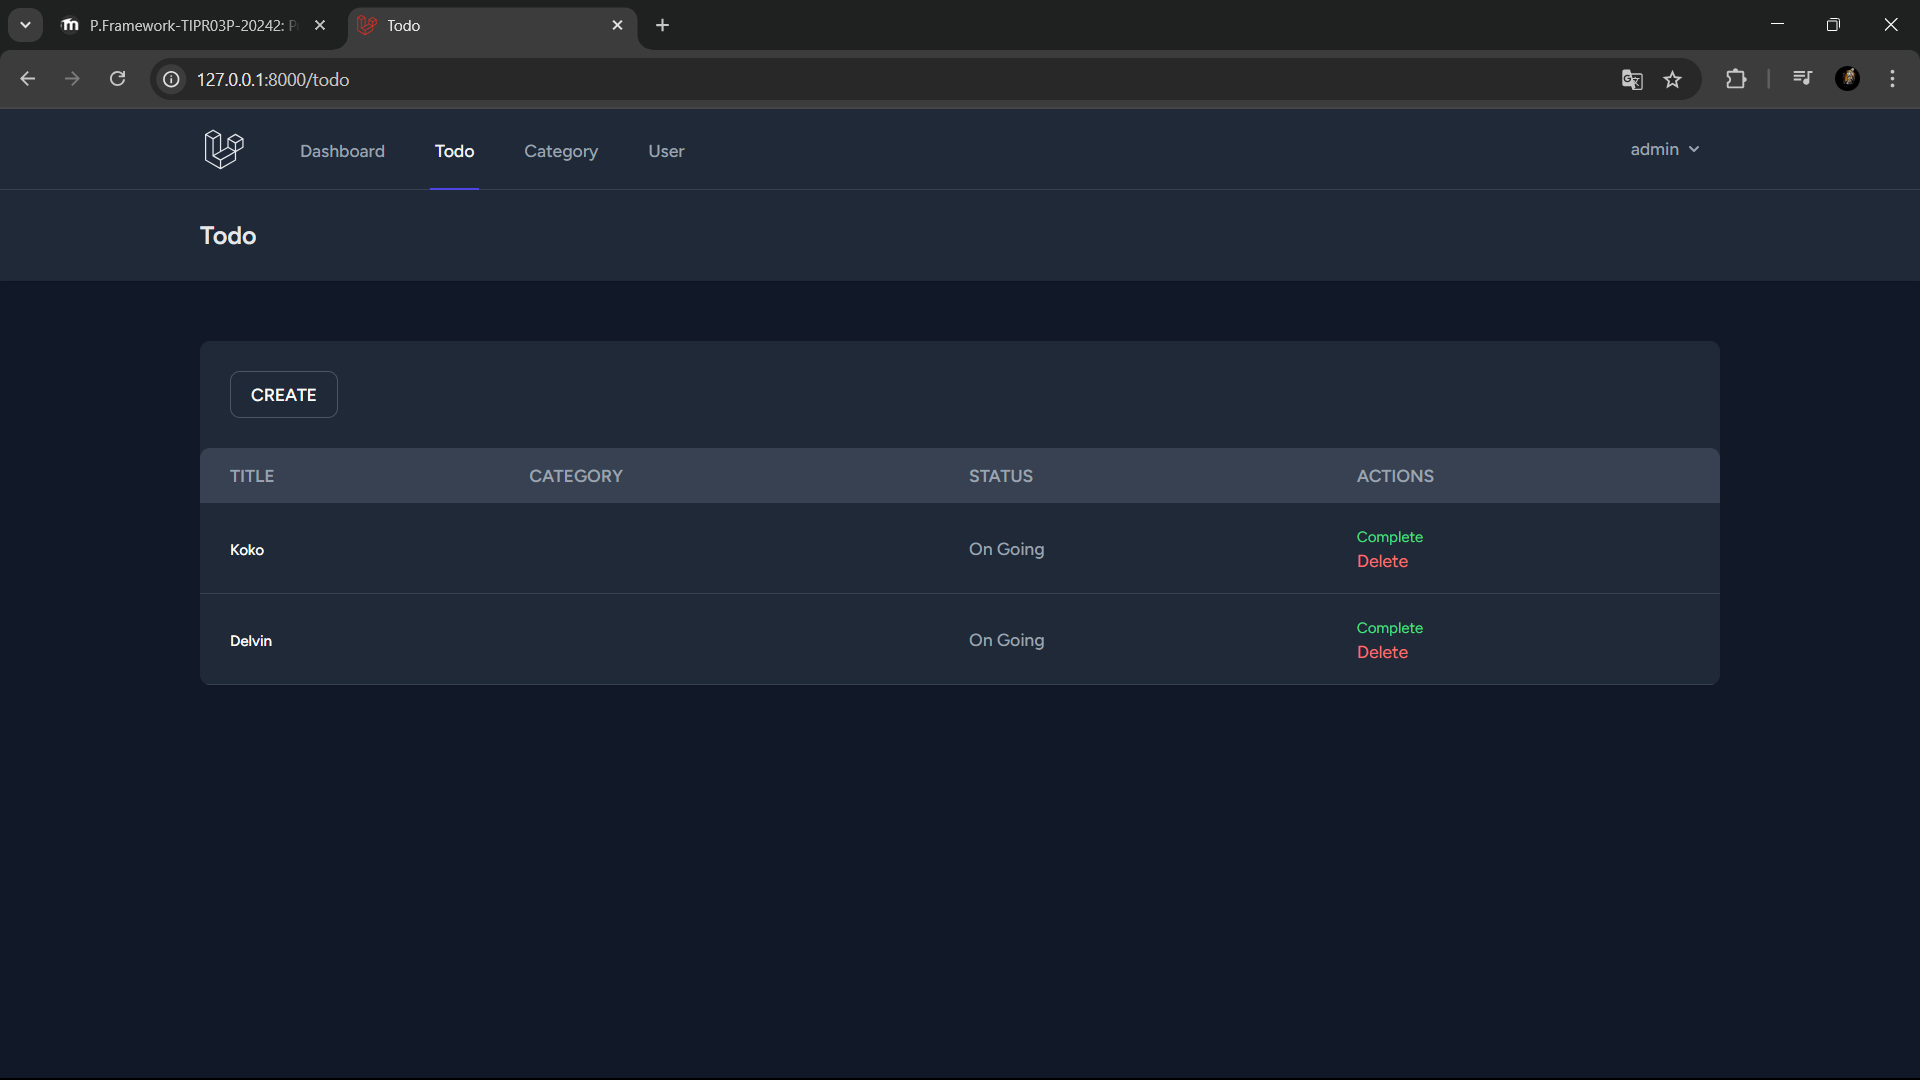 P.Framework-TIPR03P-20242:
Todo
127.0.0.1:8000/todo
Dashboard
Todo
Category
User
admin
Todo
CREATE
TITLE
CATEGORY
STATUS
ACTIONS
Koko
On Going
Complete
Delete
Delvin
On Going
Complete
Delete